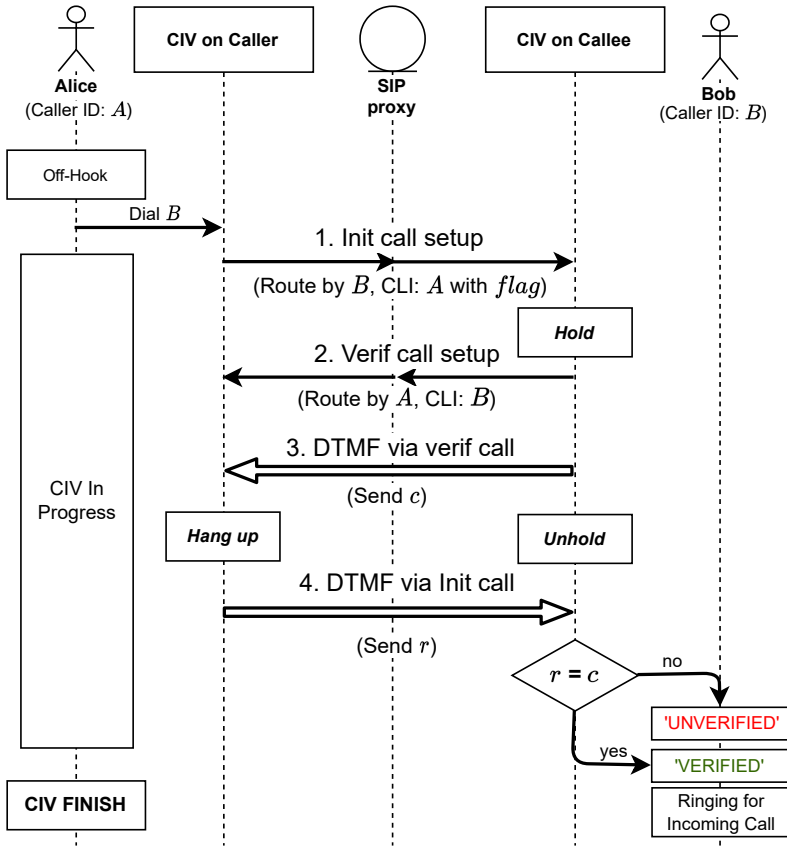 CIV on Caller
CIV on Callee
Alice
(Caller ID: A)
SIP
proxy
Bob
(Caller ID: B)
Off-Hook
Dial B
1. Init call setup
(Route by B, CLI: A with flag)
Hold
2. Verif call setup
(Route by A, CLI: B)
3. DTMF via verif call
(Send c)
CIV In
Progress
Hang up
Unhold
4. DTMF via Init call
(Send r)
r = c
no
'UNVERIFIED'
yes
'VERIFIED'
CIV FINISH
Ringing for
Incoming Call